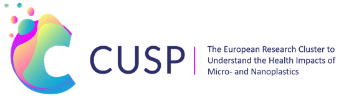 CUSP
The European Research Cluster to
Understand the Health Impacts of
Micro- and Nanoplastics